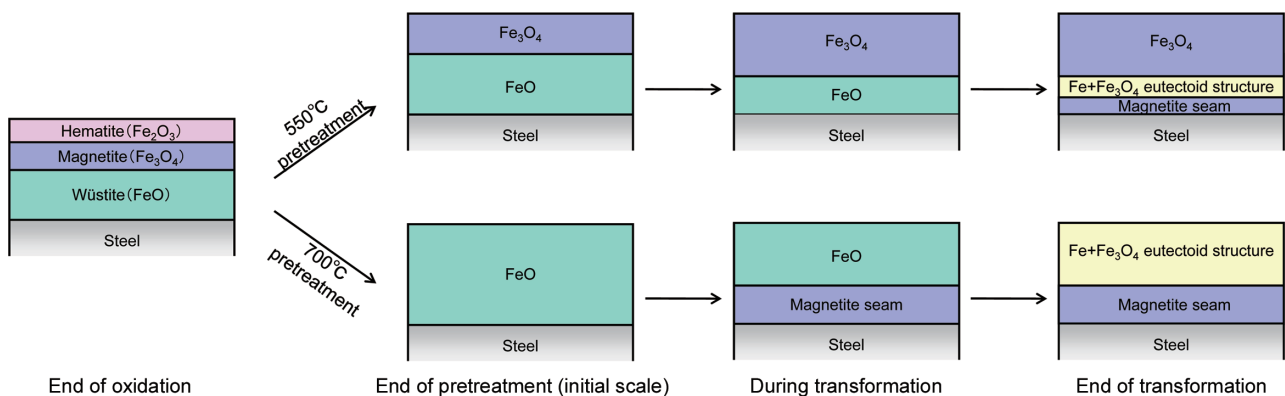 Hematite(Fe₂O₃)
Magnetite(Fe₃O₄)
Wüstite(FeO)
Steel
End of oxidation
550°C
pretreatment
700°C
pretreatment
Fe₃O₄
FeO
Steel
FeO
Steel
End of pretreatment (initial scale)
Fe₃O₄
FeO
Steel
FeO
Magnetite seam
Steel
During transformation
Fe₃O₄
Fe+Fe₃O₄ eutectoid structure
Magnetite seam
Steel
Fe+Fe₃O₄ eutectoid structure
Magnetite seam
Steel
End of transformation